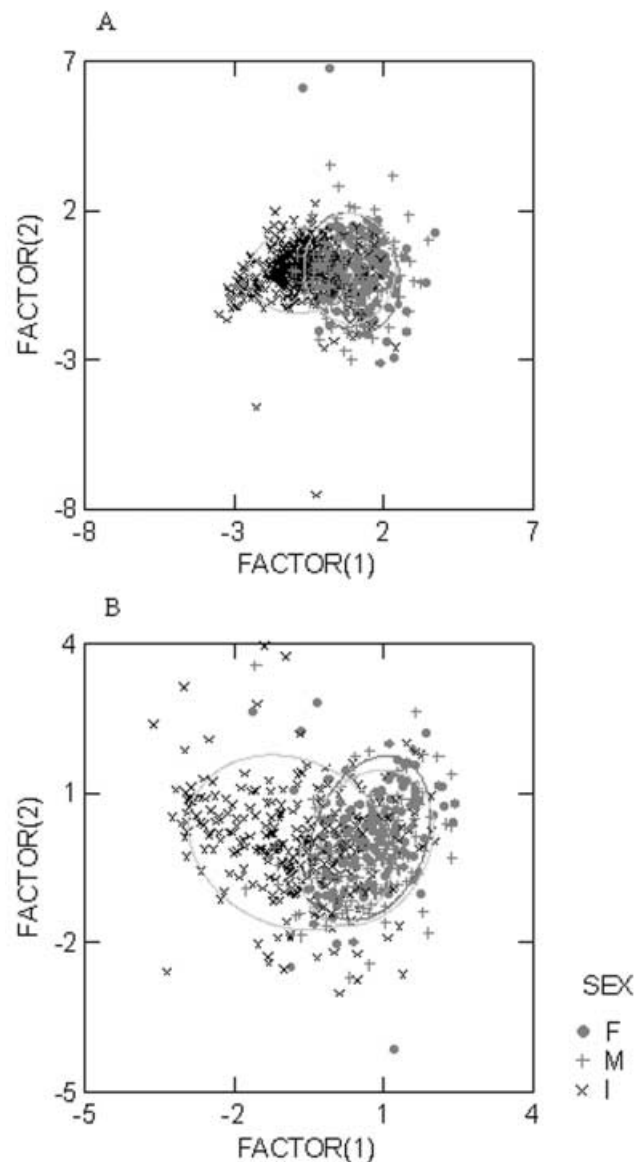 A
7
2
-3
-8
FACTOR(2)
-8 -3 2 7
FACTOR(1)
B
4
1
-2
-5
FACTOR(2)
-5 -2 1 4
FACTOR(1)
SEX
F
M
I